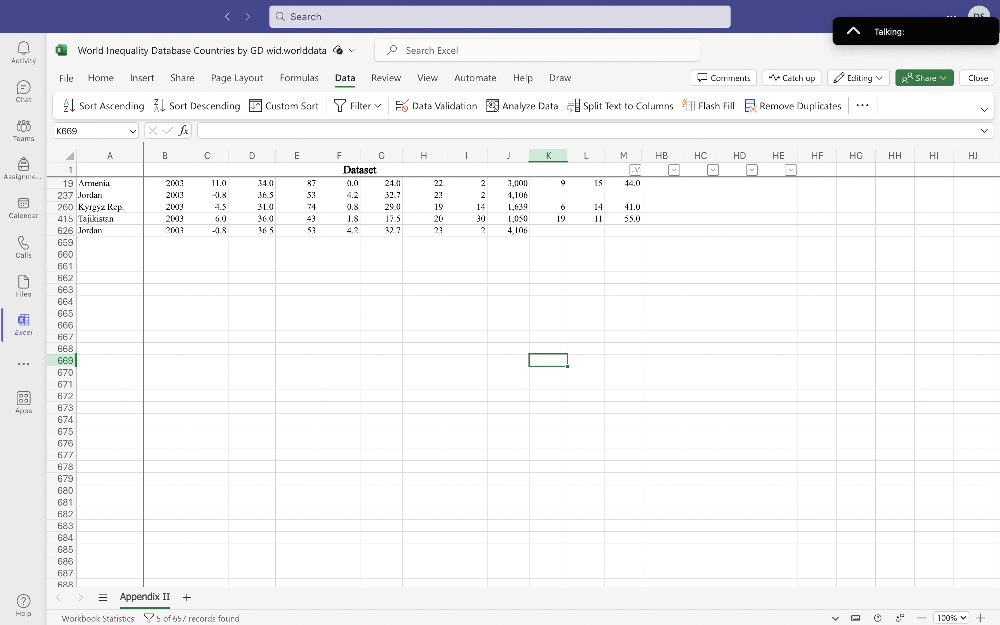 Search
DS
Talking:
Activity
Chat
Teams
Assignme...
Calendar
Calls
Files
Excel
Apps
Help
World Inequality Database Countries by GD wid.worlddata
Search Excel
File Home Insert Share Page Layout Formulas Data Review View Automate Help Draw
Comments Catch up Editing Share Close
Sort Ascending Sort Descending Custom Sort Filter Data Validation Analyze Data Split Text to Columns Flash Fill Remove Duplicates
K669 fx
A B C D E F G H I J K L M HB HC HD HE HF HG HH HI HJ
1 Dataset
19 Armenia 2003 11.0 34.0 87 0.0 24.0 22 2 3,000 9 15 44.0
237 Jordan 2003 -0.8 36.5 53 4.2 32.7 23 2 4,106
260 Kyrgyz Rep. 2003 4.5 31.0 74 0.8 29.0 19 14 1,639 6 14 41.0
415 Tajikistan 2003 6.0 36.0 43 1.8 17.5 20 30 1,050 19 11 55.0
626 Jordan 2003 -0.8 36.5 53 4.2 32.7 23 2 4,106
659
660
661
662
663
664
665
666
667
668
669
670
671
672
673
674
675
676
677
678
679
680
681
682
683
684
685
686
687
688
Appendix II
Workbook Statistics 5 of 657 records found 100%